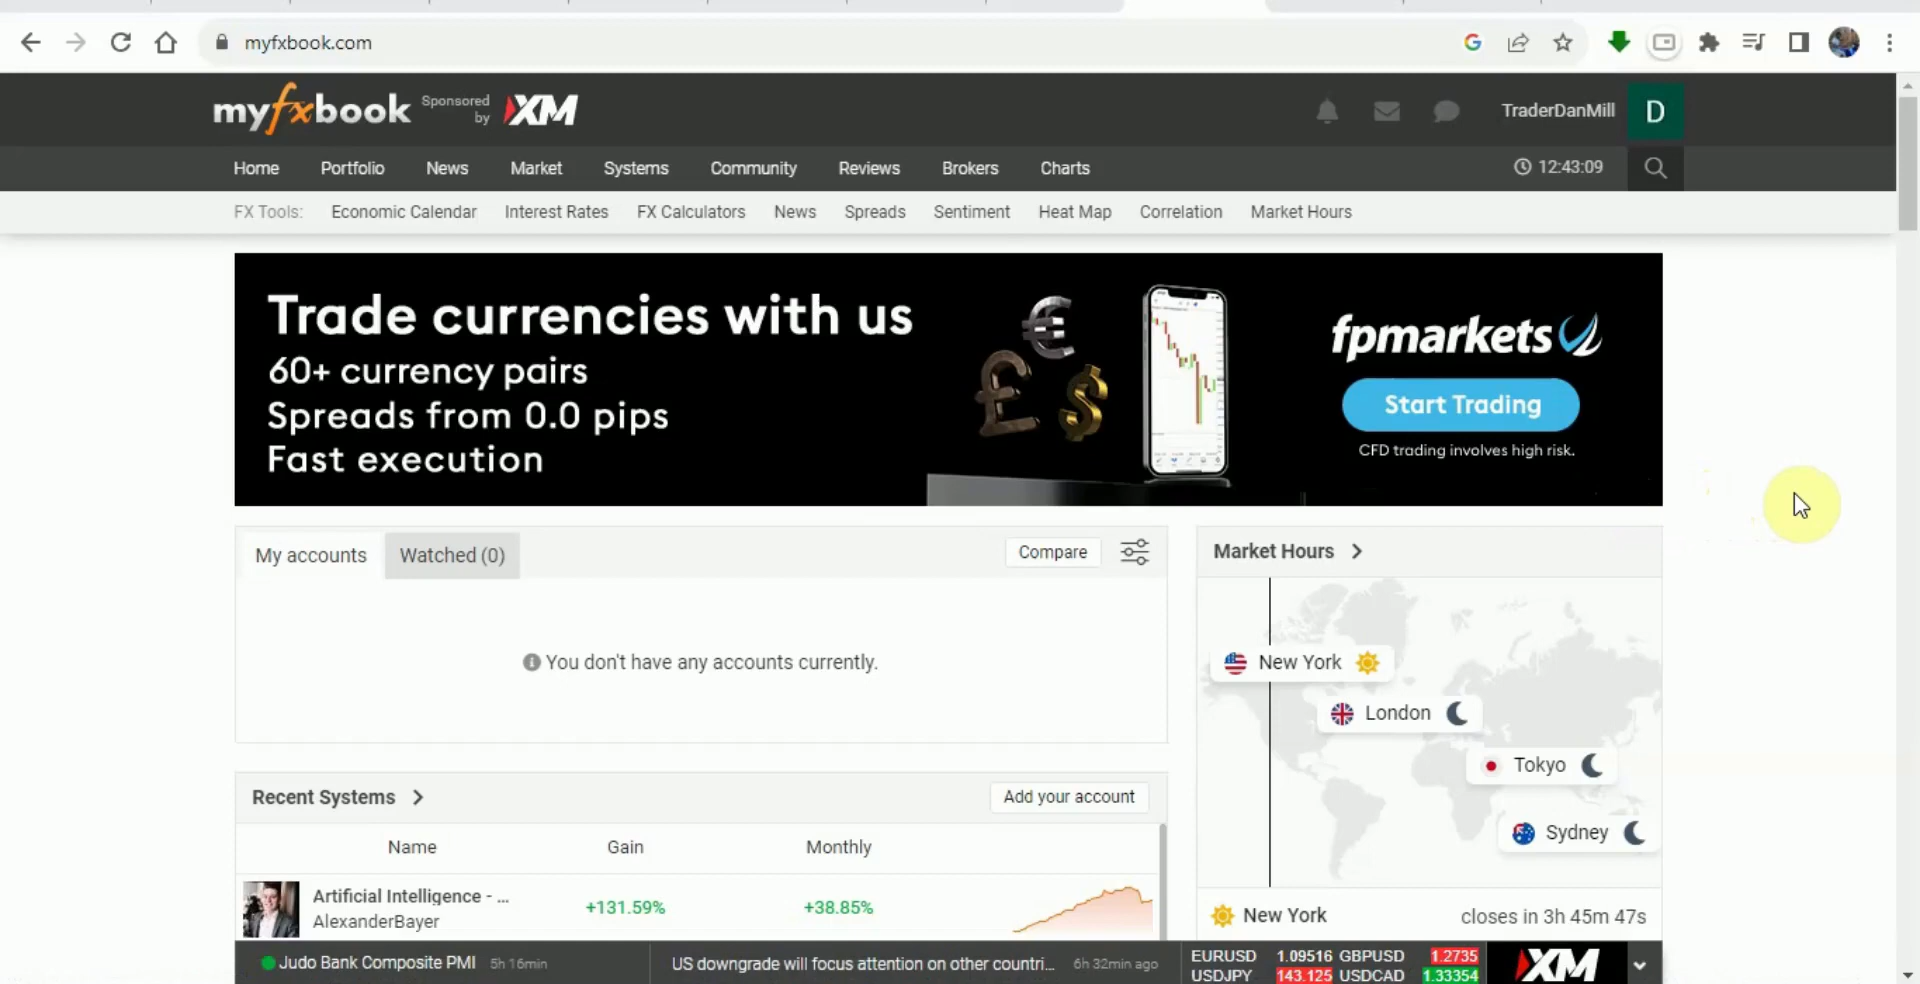 myfxbook.com
myfxbook Sponsored by XM
TraderDanMill D
Home Portfolio News Market Systems Community Reviews Brokers Charts 12:43:09
FX Tools: Economic Calendar Interest Rates FX Calculators News Spreads Sentiment Heat Map Correlation Market Hours
Trade currencies with us
60+ currency pairs
Spreads from 0.0 pips
Fast execution
fpmarkets
Start Trading
CFD trading involves high risk.
My accounts Watched (0) Compare
You don't have any accounts currently.
Market Hours
New York
London
Tokyo
Sydney
New York closes in 3h 45m 47s
Recent Systems Add your account
Name Gain Monthly
Artificial Intelligence - ...
AlexanderBayer
+131.59% +38.85%
Judo Bank Composite PMI 5h 16min
US downgrade will focus attention on other countri... 6h 32min ago
EURUSD 1.09516 GBPUSD 1.2735
USDJPY 143.125 USDCAD 1.33354
XM